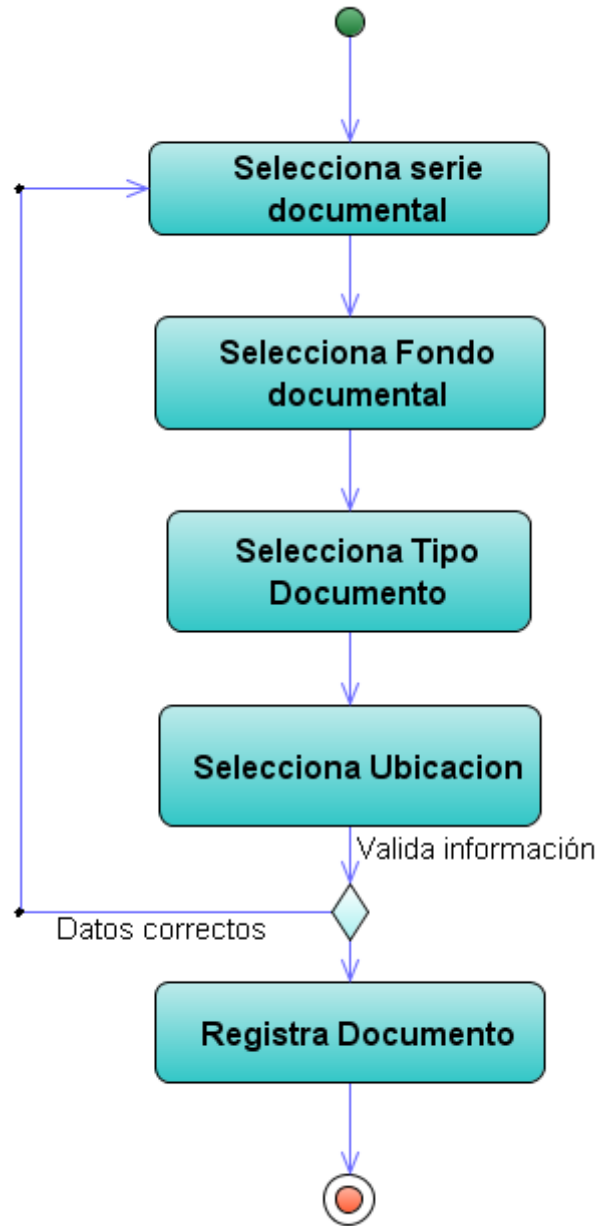 Selecciona serie
documental
Selecciona Fondo
documental
Selecciona Tipo
Documento
Selecciona Ubicacion
Valida información
Datos correctos
Registra Documento